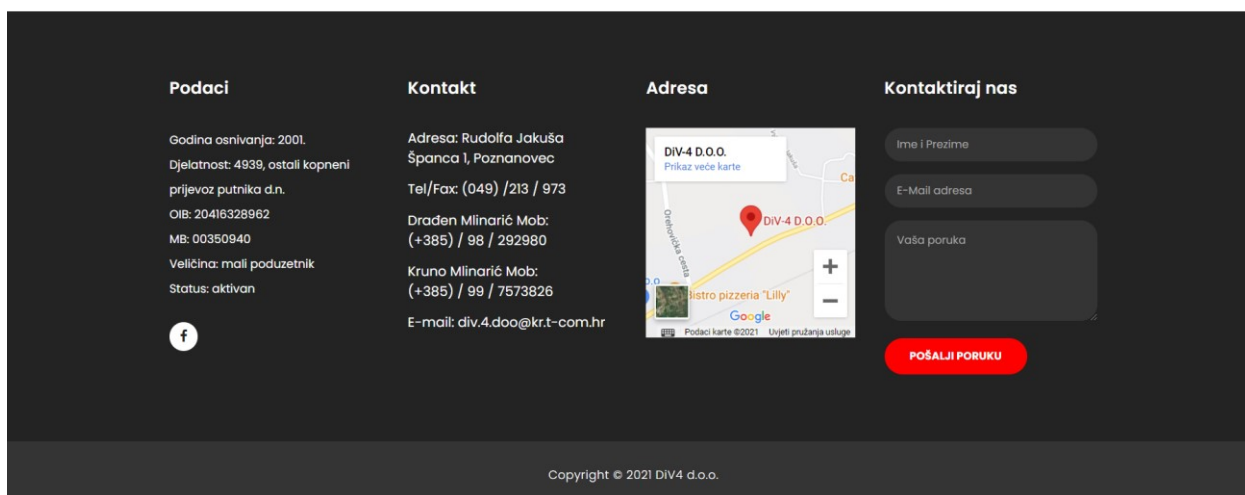 Podaci
Godina osnivanja: 2001.
Djelatnost: 4939, ostali kopneni
prijevoz putnika d.n.
OIB: 20416328962
MB: 00350940
Veličina: mali poduzetnik
Status: aktivan
Kontakt
Adresa: Rudolfa Jakuša
Španca 1, Poznanovec
Tel/Fax: (049) /213 / 973
Drađen Mlinarić Mob:
(+385) / 98 / 292980
Kruno Mlinarić Mob:
(+385) / 99 / 7573826
E-mail: div.4.doo@kr.t-com.hr
Adresa
DiV-4 D.O.O.
Prikaz veće karte
Ca
Orehovička cesta
DiV-4 D.O.O.
p.o
Bistro pizzeria "Lilly"
Google
Podaci karte ©2021 Uvjeti pružanja usluge
Kontaktiraj nas
Ime i Prezime
E-Mail adresa
Vaša poruka
POŠALJI PORUKU
Copyright © 2021 DiV4 d.o.o.